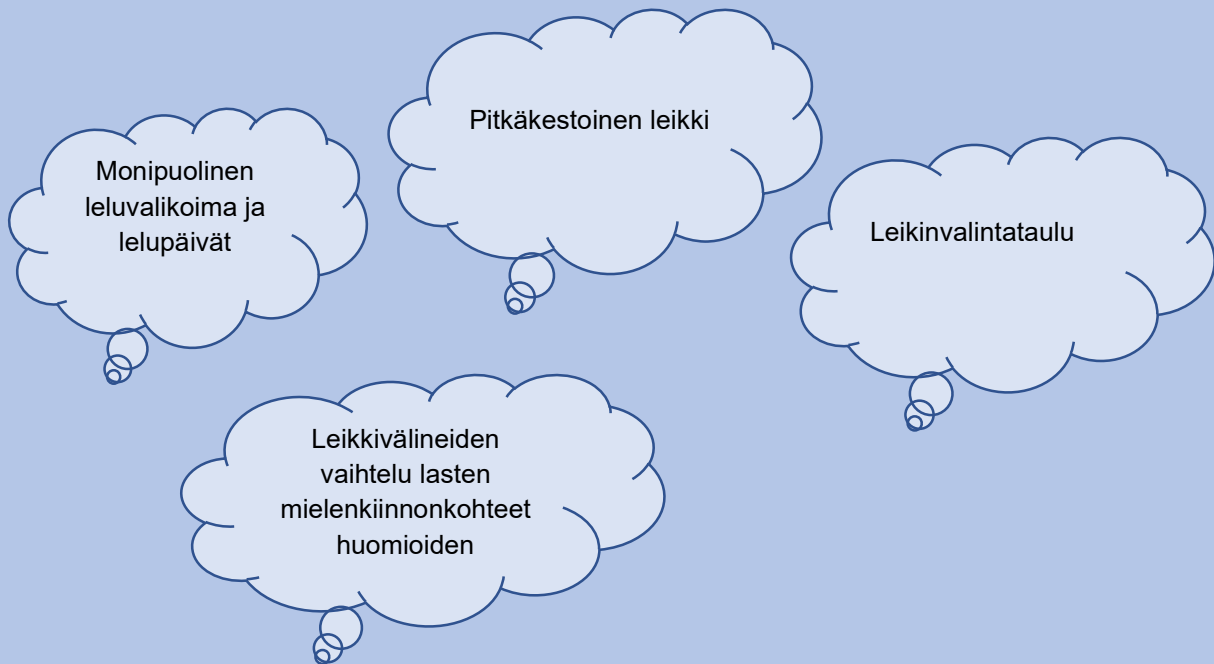 Pitkäkestoinen leikki
Monipuolinen
leluvalikoima ja
lelupäivät
Leikinvalintataulu
Leikkivälineiden
vaihtelu lasten
mielenkiinnonkohteet
huomioiden